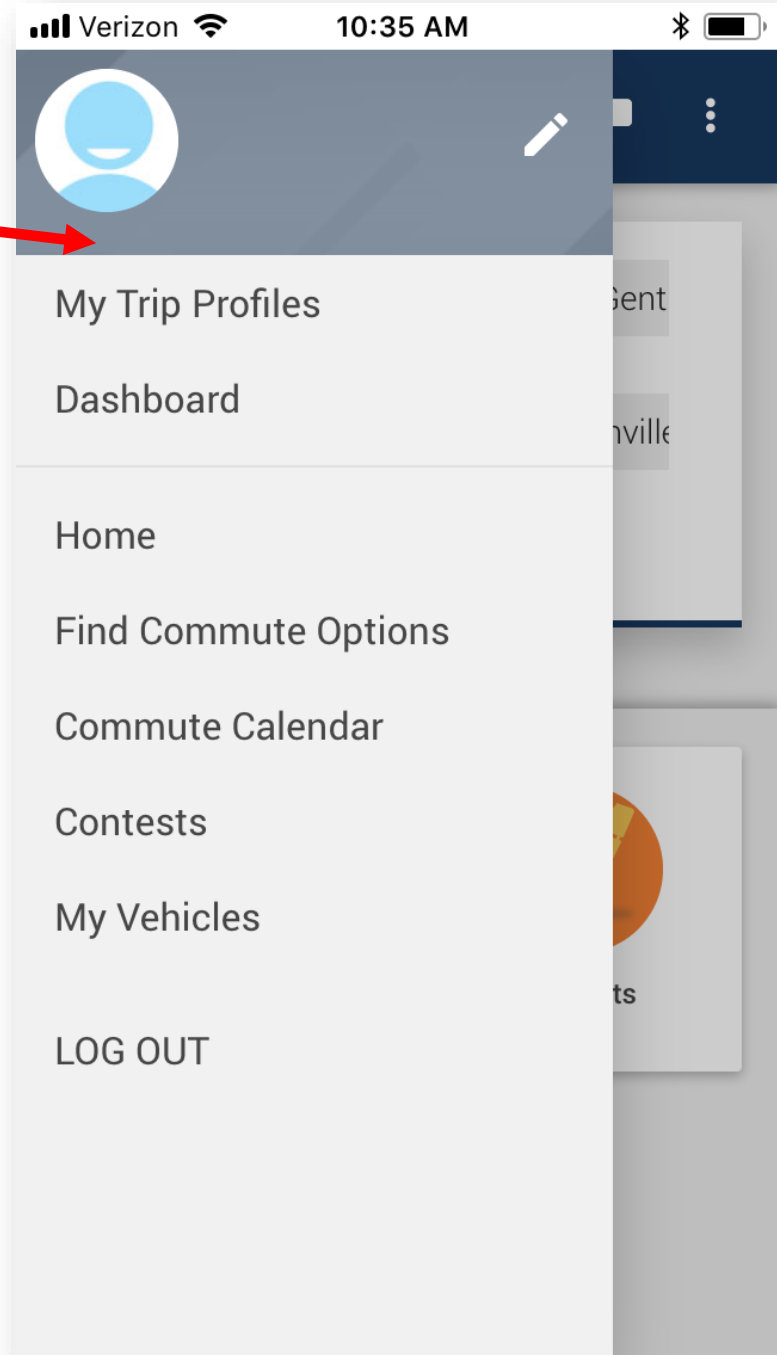 Verizon 10:35 AM
My Trip Profiles
Dashboard
Home
Find Commute Options
Commute Calendar
Contests
My Vehicles
LOG OUT